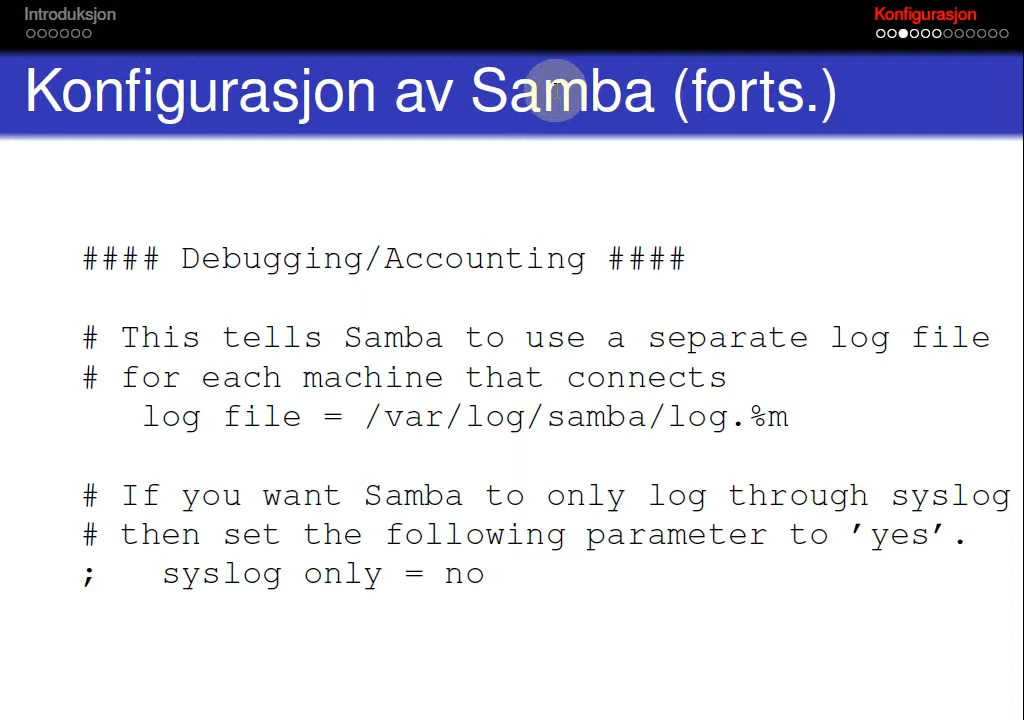 Introduksjon
Konfigurasjon
Konfigurasjon av Samba (forts.)
#### Debugging/Accounting ####
# This tells Samba to use a separate log file
# for each machine that connects
log file = /var/log/samba/log.%m
# If you want Samba to only log through syslog
# then set the following parameter to ’yes’.
;   syslog only = no